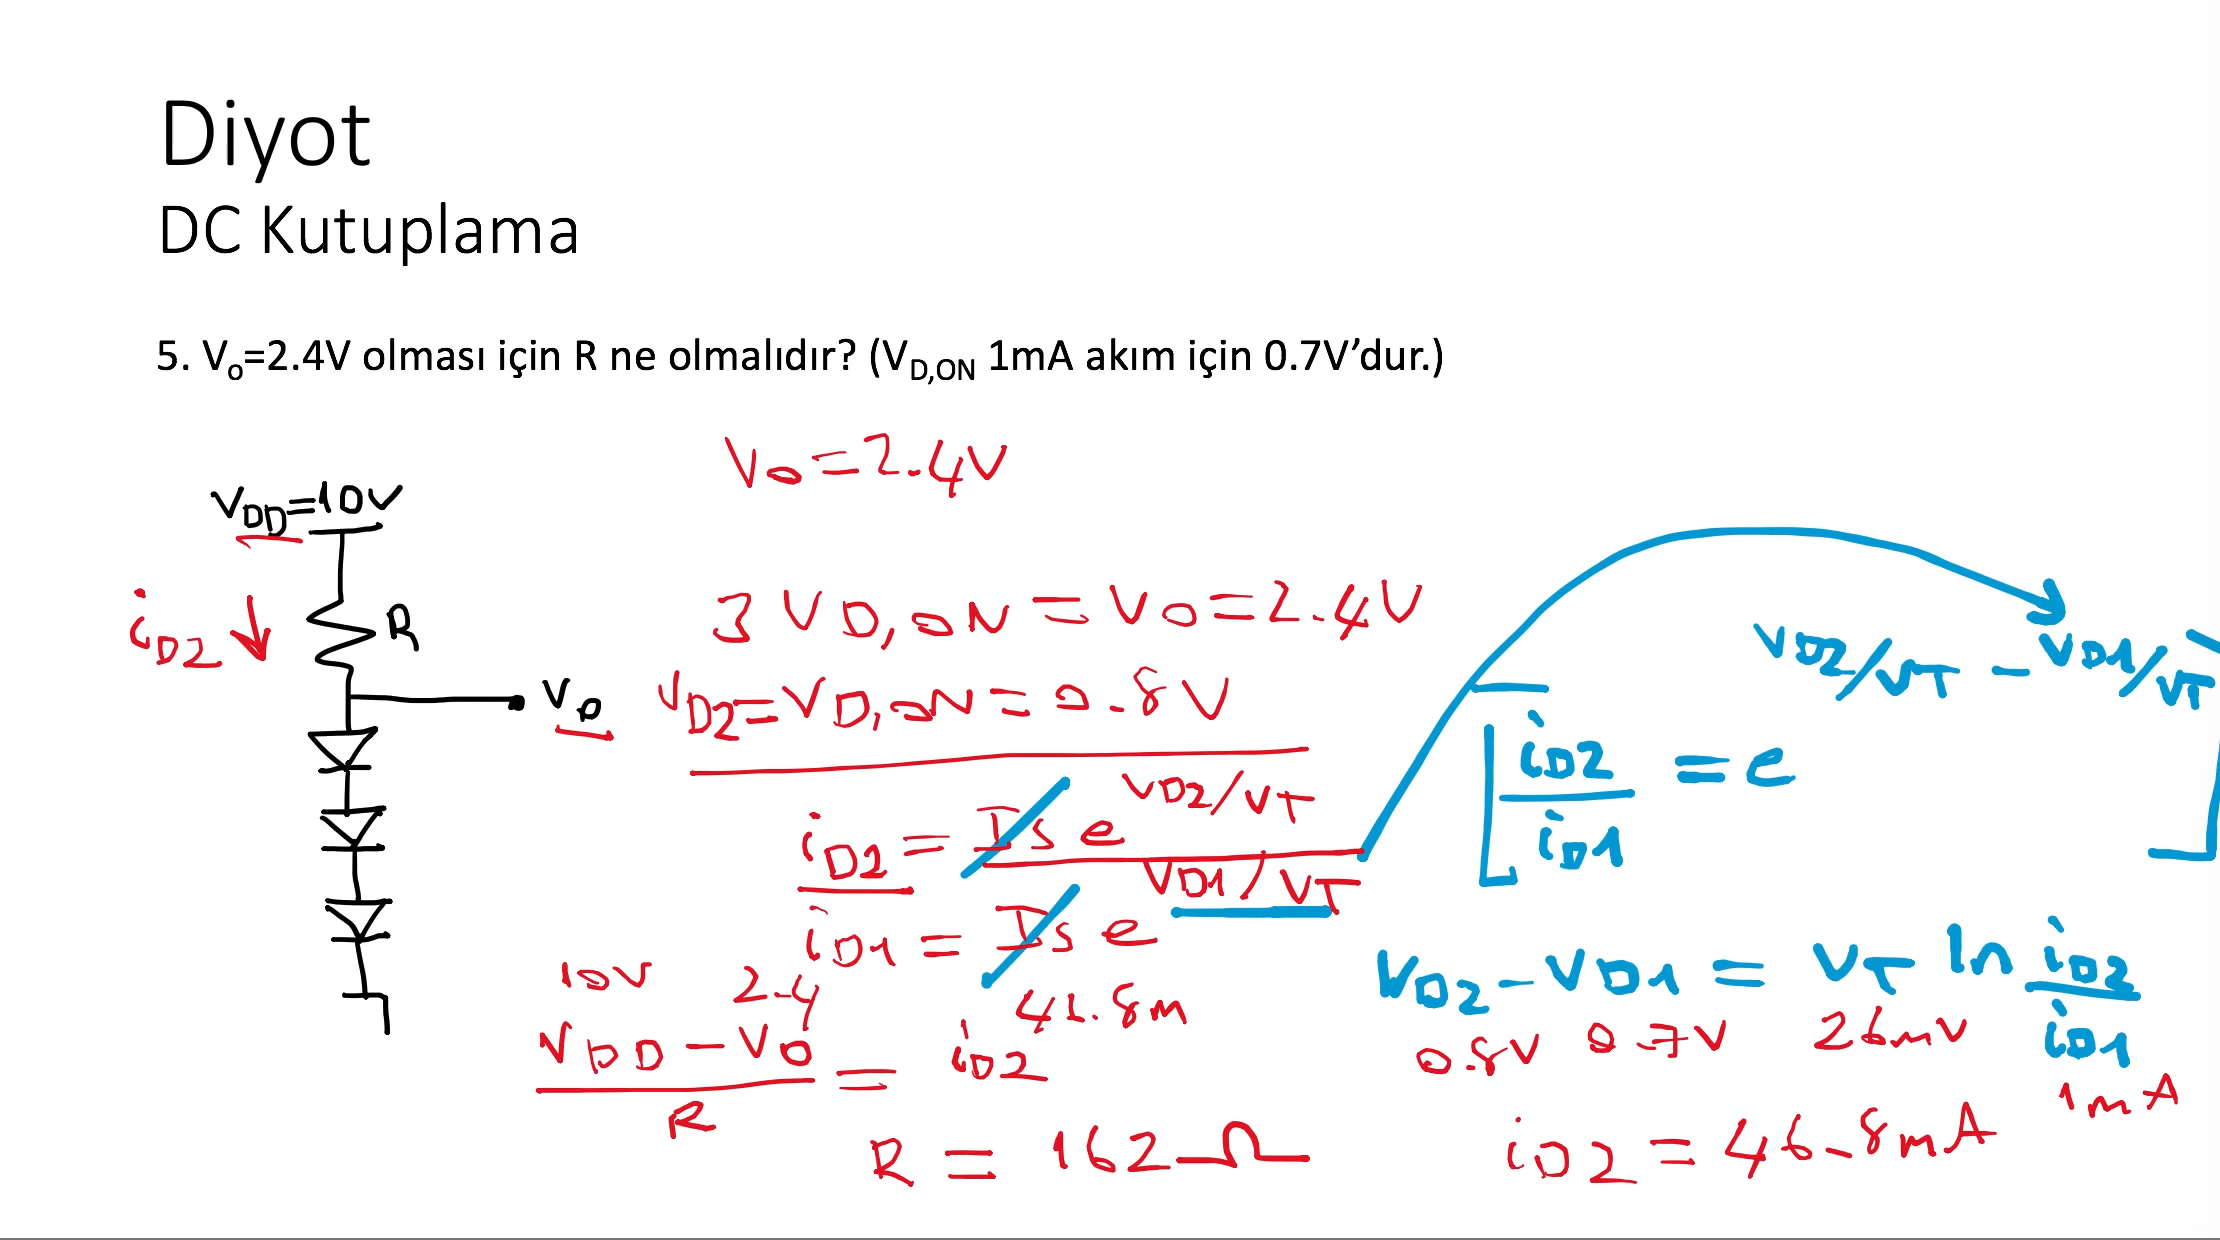 Diyot
DC Kutuplama
5. Vo=2.4V olması için R ne olmalıdır? (VD,ON 1mA akım için 0.7V’dur.)
Vo=2.4V
VDD=10V
iD2
R
Vo
3 VD,ON = Vo = 2.4V
VD2 = VD,ON = 0.8V
iD2 = Is e VD2/VT
iD1 = Is e VD1/VT
iD2/iD1 = e VD2/VT - VD1/VT
VD2 - VD1 = VT ln iD2/iD1
0.8V 0.7V 26mV 1mA
iD2 = 46.8mA
10V 2.4 41.8m
VDD - VO / R = iD2
R = 162Ω